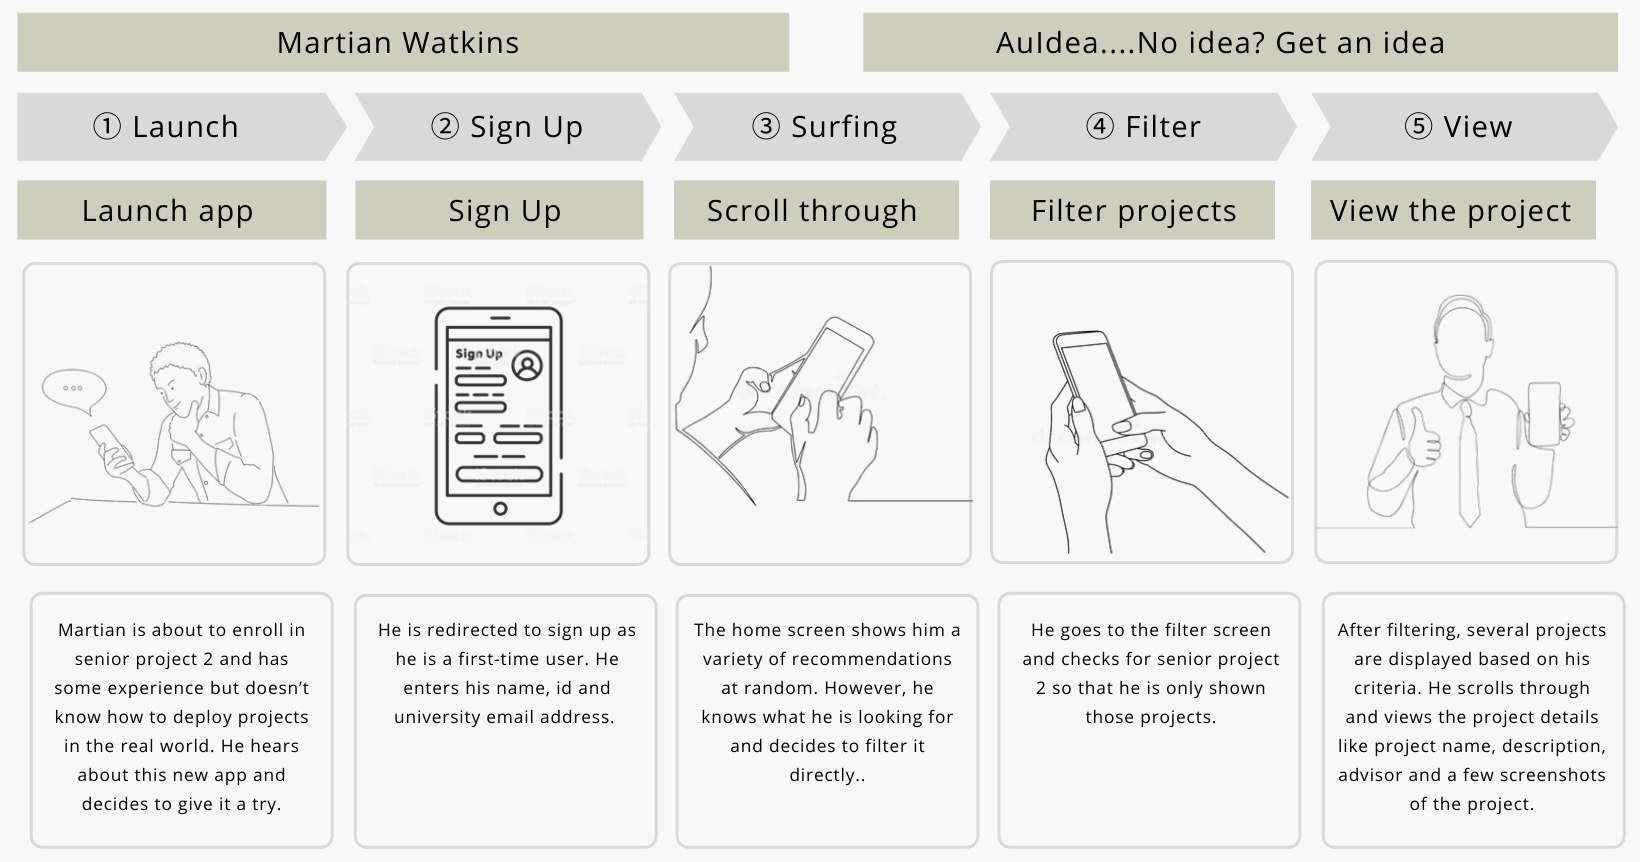 Martian Watkins
AuIdea....No idea? Get an idea
① Launch
② Sign Up
③ Surfing
④ Filter
⑤ View
Launch app
Sign Up
Scroll through
Filter projects
View the project
Sign Up
Martian is about to enroll in
senior project 2 and has
some experience but doesn't
know how to deploy projects
in the real world. He hears
about this new app and
decides to give it a try.
He is redirected to sign up as
he is a first-time user. He
enters his name, id and
university email address.
The home screen shows him a
variety of recommendations
at random. However, he
knows what he is looking for
and decides to filter it
directly..
He goes to the filter screen
and checks for senior project
2 so that he is only shown
those projects.
After filtering, several projects
are displayed based on his
criteria. He scrolls through
and views the project details
like project name, description,
advisor and a few screenshots
of the project.